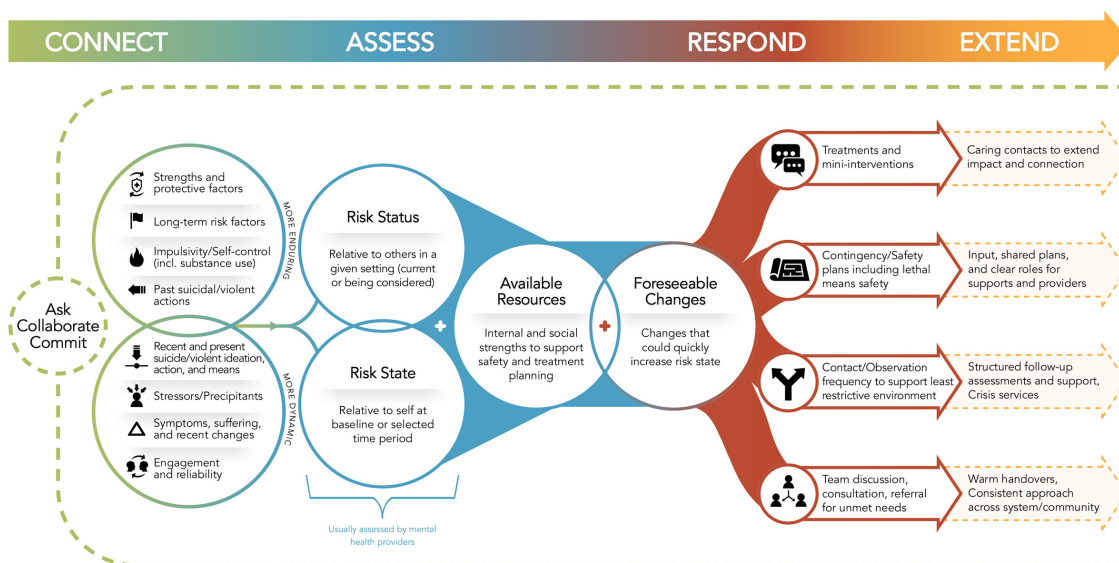 CONNECT
ASSESS
RESPOND
EXTEND
Ask
Collaborate
Commit
Strengths and
protective factors
Long-term risk factors
Impulsivity/Self-control
(incl. substance use)
Past suicidal/violent
actions
MORE ENDURING
Recent and present
suicide/violent ideation,
action, and means
Stressors/Precipitants
Symptoms, suffering,
and recent changes
Engagement
and reliability
MORE DYNAMIC
Risk Status
Relative to others in a
given setting (current
or being considered)
Risk State
Relative to self at
baseline or selected
time period
Usually assessed by mental
health providers
Available
Resources
Internal and social
strengths to support
safety and treatment
planning
Foreseeable
Changes
Changes that
could quickly
increase risk state
Treatments and
mini-interventions
Caring contacts to extend
impact and connection
Contingency/Safety
plans including lethal
means safety
Input, shared plans,
and clear roles for
supports and providers
Contact/Observation
frequency to support least
restrictive environment
Structured follow-up
assessments and support,
Crisis services
Team discussion,
consultation, referral
for unmet needs
Warm handovers,
Consistent approach
across system/community